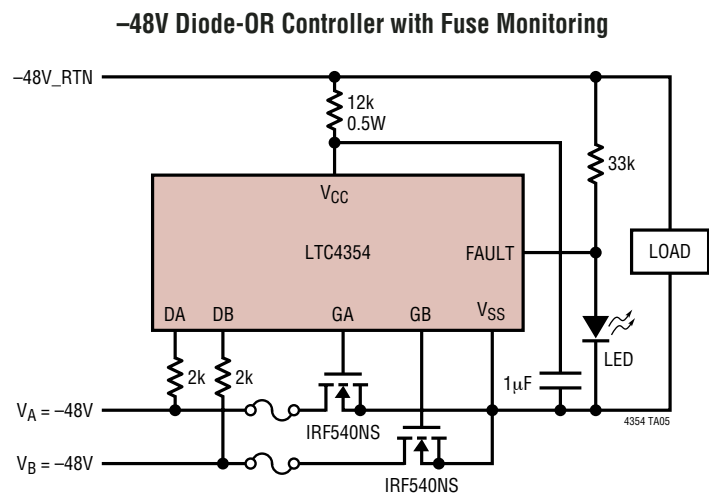 –48V Diode-OR Controller with Fuse Monitoring
–48V_RTN
12k
0.5W
33k
VCC
LTC4354
FAULT
LOAD
DA
DB
GA
GB
VSS
LED
2k
2k
1µF
VA = –48V
IRF540NS
4354 TA05
VB = –48V
IRF540NS